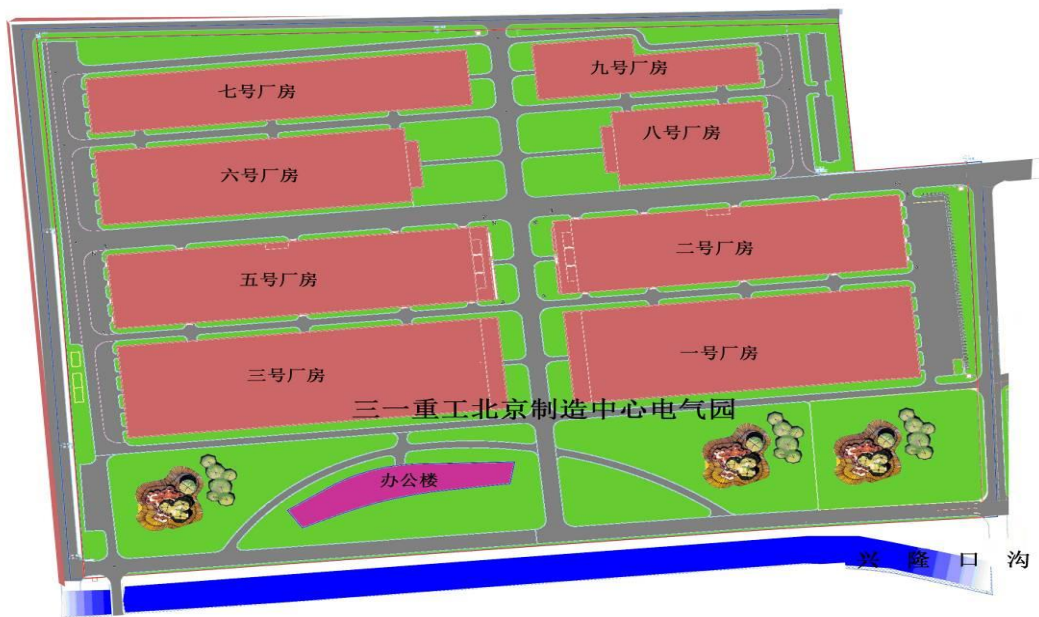 九号厂房
七号厂房
八号厂房
六号厂房
二号厂房
五号厂房
一号厂房
三号厂房
三一重工北京制造中心电气园
办公楼
兴隆口沟